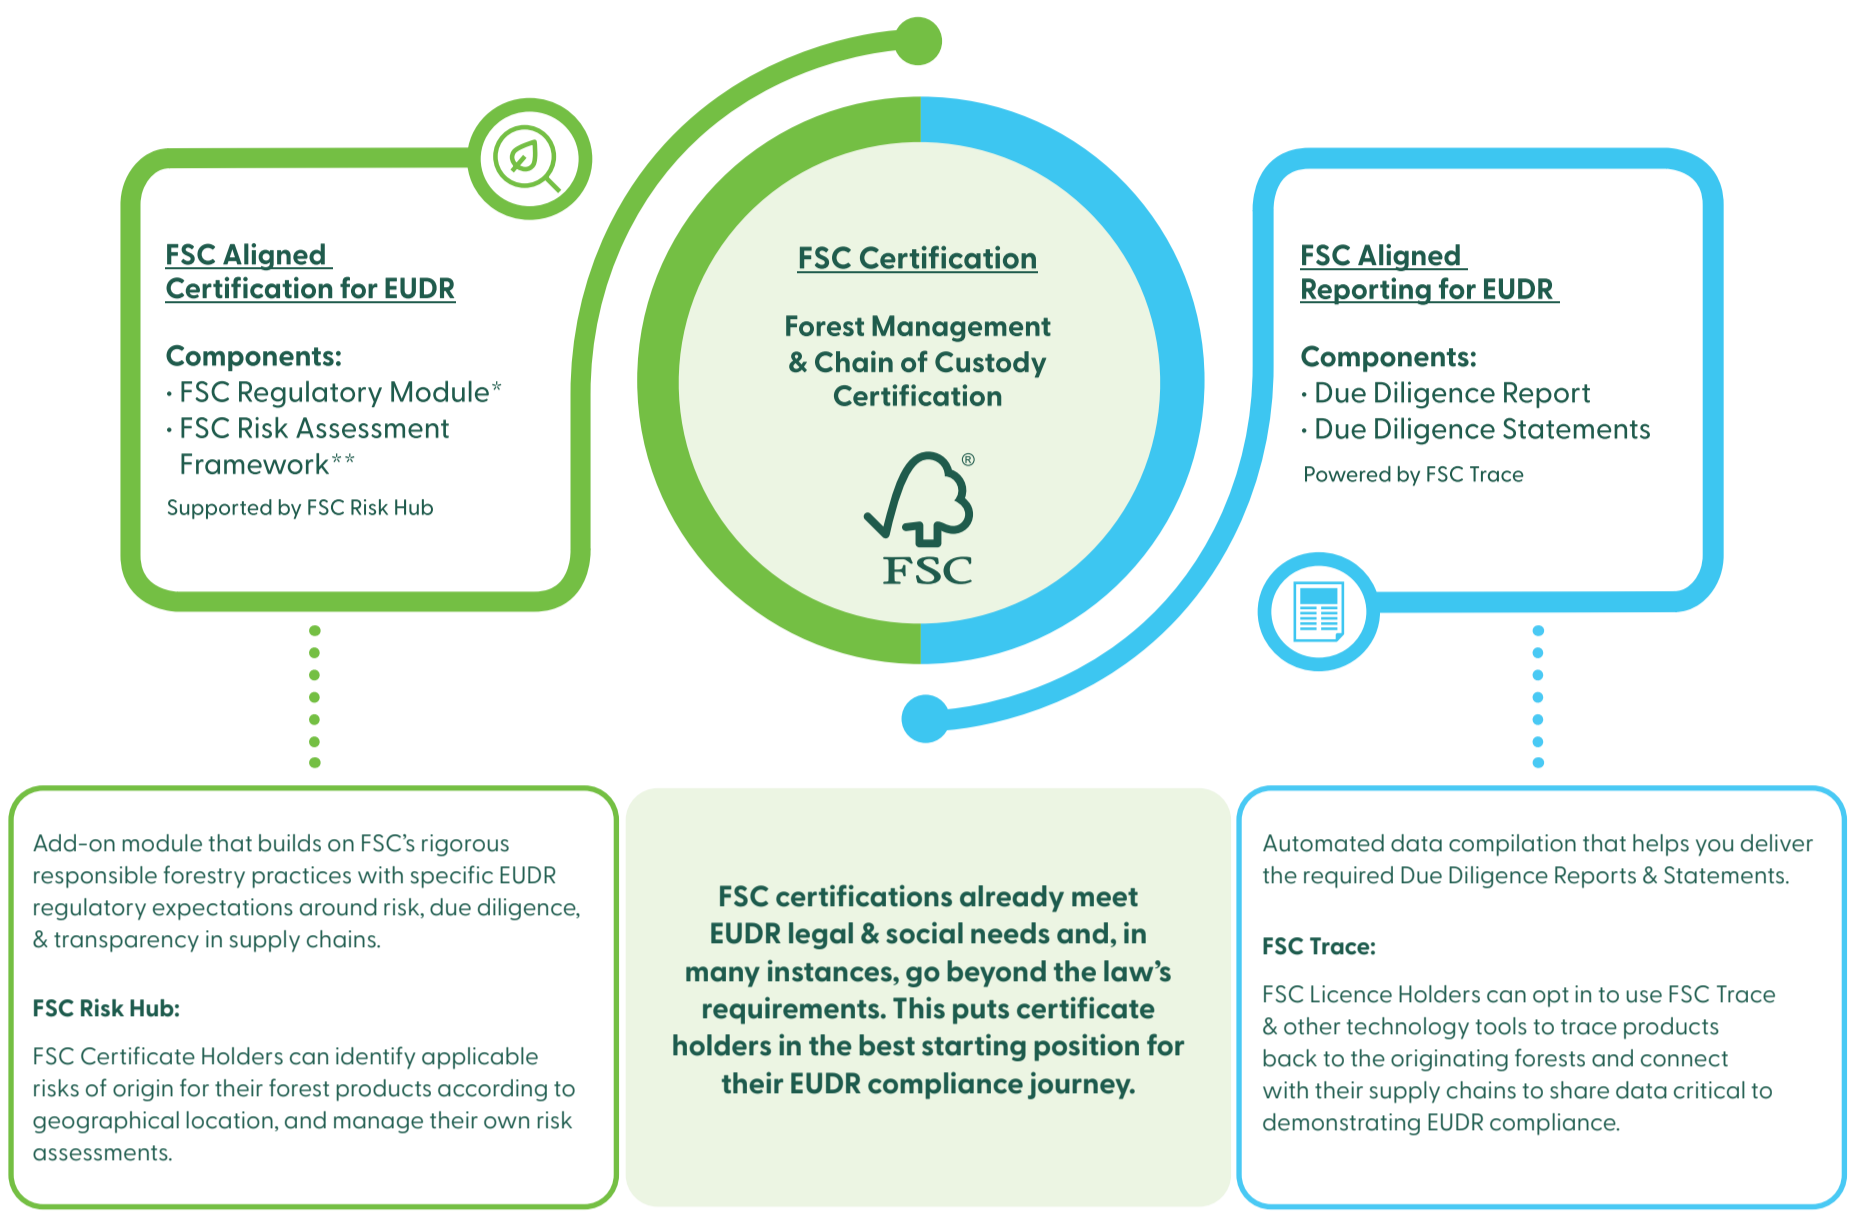 FSC Aligned
Certification for EUDR
Components:
· FSC Regulatory Module*
· FSC Risk Assessment
Framework**
Supported by FSC Risk Hub
FSC Certification
Forest Management
& Chain of Custody
Certification
®
FSC
FSC Aligned
Reporting for EUDR
Components:
· Due Diligence Report
· Due Diligence Statements
Powered by FSC Trace
Add-on module that builds on FSC’s rigorous
responsible forestry practices with specific EUDR
regulatory expectations around risk, due diligence,
& transparency in supply chains.
FSC Risk Hub:
FSC Certificate Holders can identify applicable
risks of origin for their forest products according to
geographical location, and manage their own risk
assessments.
FSC certifications already meet
EUDR legal & social needs and, in
many instances, go beyond the law’s
requirements. This puts certificate
holders in the best starting position for
their EUDR compliance journey.
Automated data compilation that helps you deliver
the required Due Diligence Reports & Statements.
FSC Trace:
FSC Licence Holders can opt in to use FSC Trace
& other technology tools to trace products
back to the originating forests and connect
with their supply chains to share data critical to
demonstrating EUDR compliance.